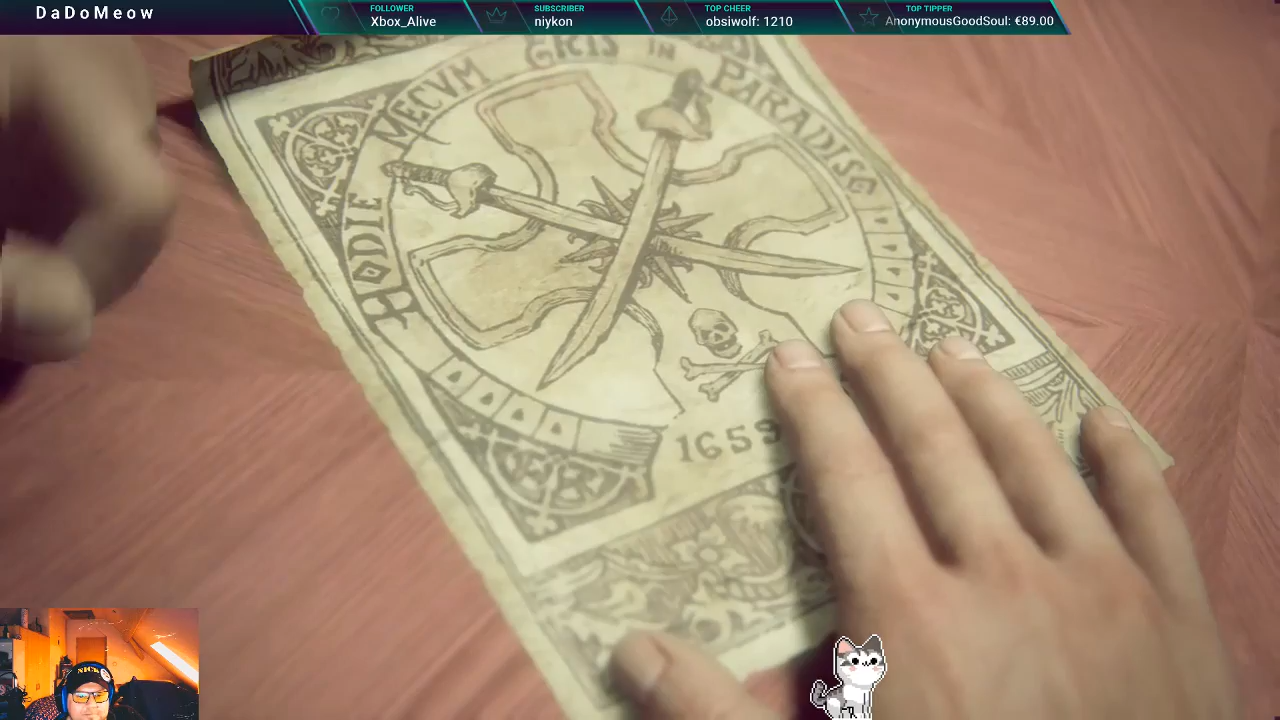 DaDoMeow
FOLLOWER
Xbox_Alive
SUBSCRIBER
niykon
TOP CHEER
obsiwolf: 1210
TOP TIPPER
AnonymousGoodSoul: €89.00
HODIE MECVM ERIS IN PARADISO
1659